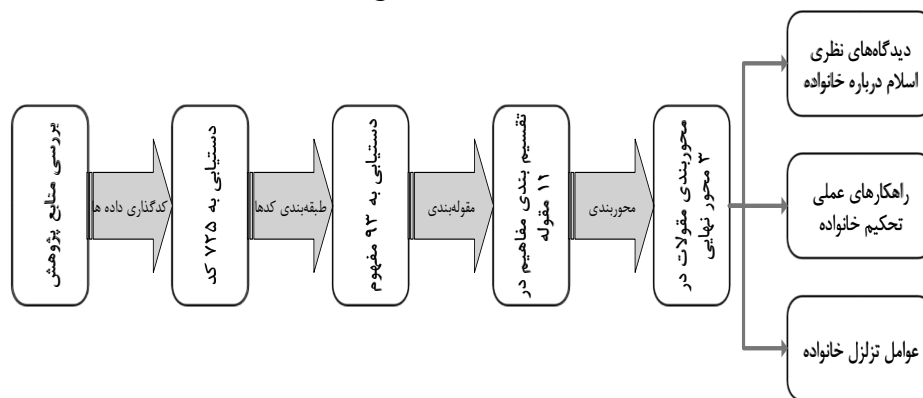 بررسی منابع پژوهش
کدگذاری داده ها
دستیابی به ۷۲۵ کد
طبقه‌بندی کدها
دستیابی به ۹۳ مفهوم
مقوله‌بندی
تقسیم بندی مفاهیم در
۱۲ مقوله
محوربندی
محوربندی مقولات در
۳ محور نهایی
دیدگاه‌های نظری
اسلام درباره خانواده
راهکارهای عملی
تحکیم خانواده
عوامل تزلزل خانواده